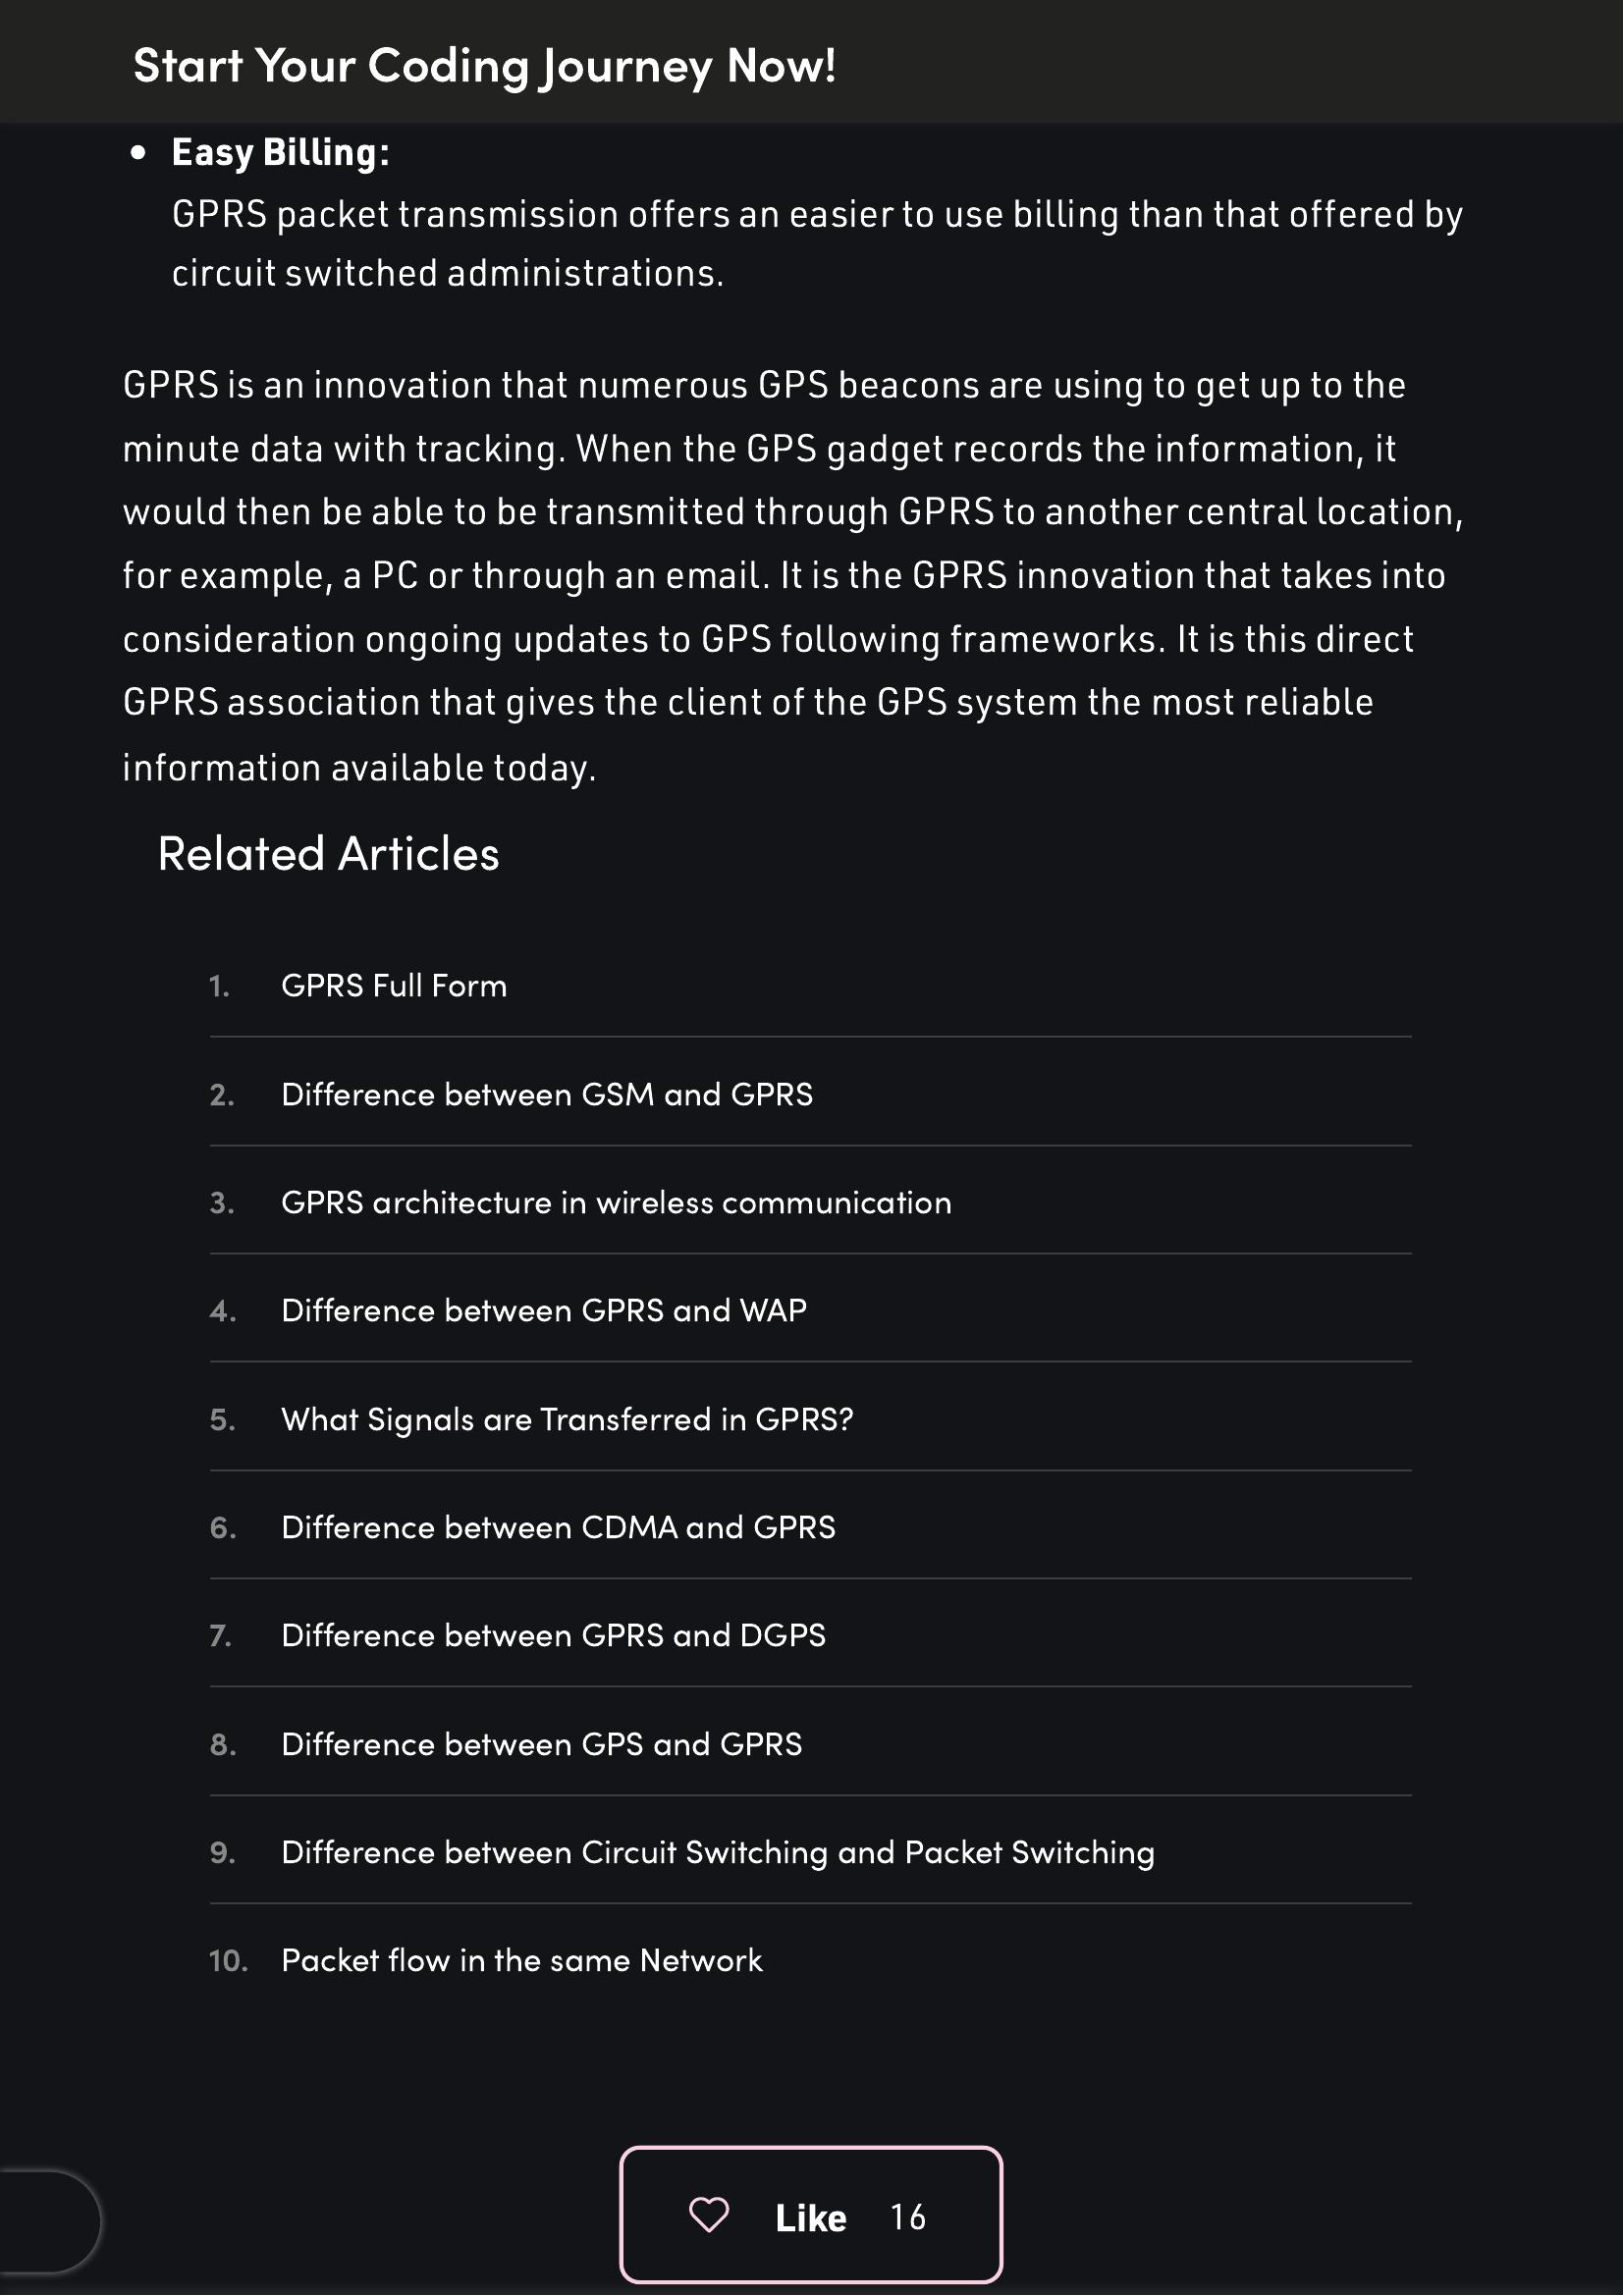 Start Your Coding Journey Now!
• Easy Billing:
GPRS packet transmission offers an easier to use billing than that offered by
circuit switched administrations.
GPRS is an innovation that numerous GPS beacons are using to get up to the
minute data with tracking. When the GPS gadget records the information, it
would then be able to be transmitted through GPRS to another central location,
for example, a PC or through an email. It is the GPRS innovation that takes into
consideration ongoing updates to GPS following frameworks. It is this direct
GPRS association that gives the client of the GPS system the most reliable
information available today.
Related Articles
1. GPRS Full Form
2. Difference between GSM and GPRS
3. GPRS architecture in wireless communication
4. Difference between GPRS and WAP
5. What Signals are Transferred in GPRS?
6. Difference between CDMA and GPRS
7. Difference between GPRS and DGPS
8. Difference between GPS and GPRS
9. Difference between Circuit Switching and Packet Switching
10. Packet flow in the same Network
Like 16